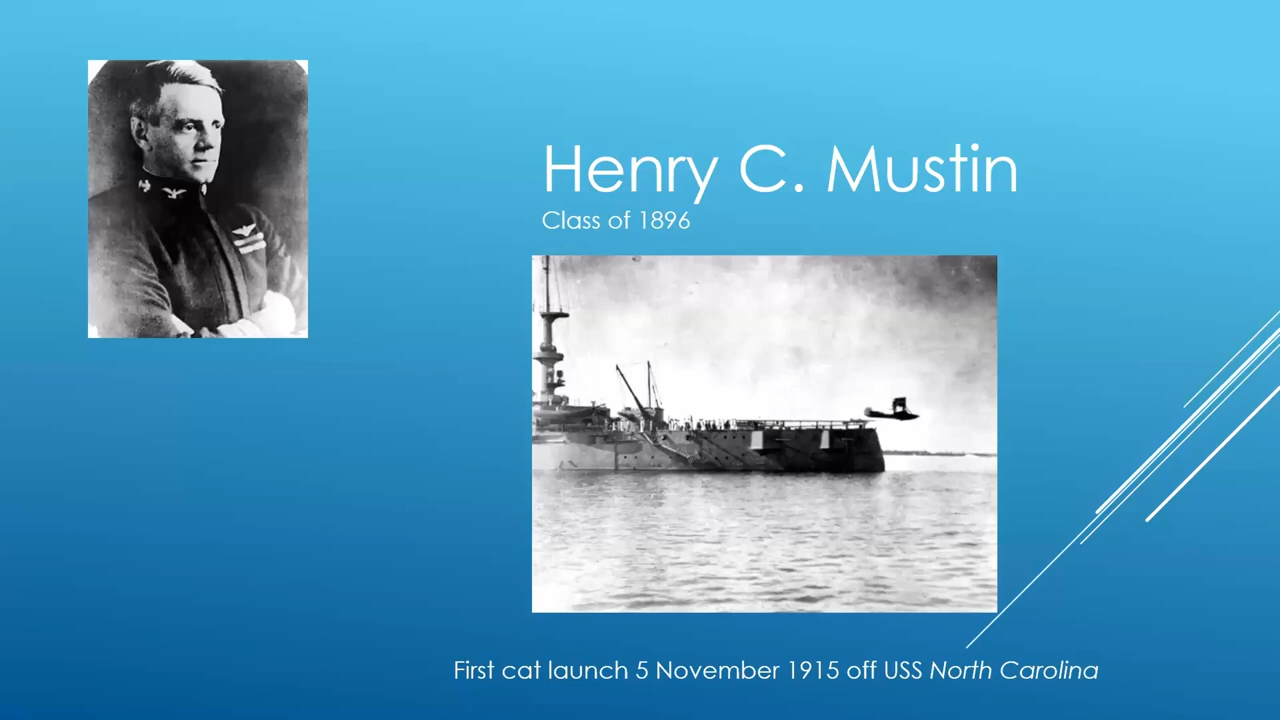 Henry C. Mustin
Class of 1896
First cat launch 5 November 1915 off USS North Carolina